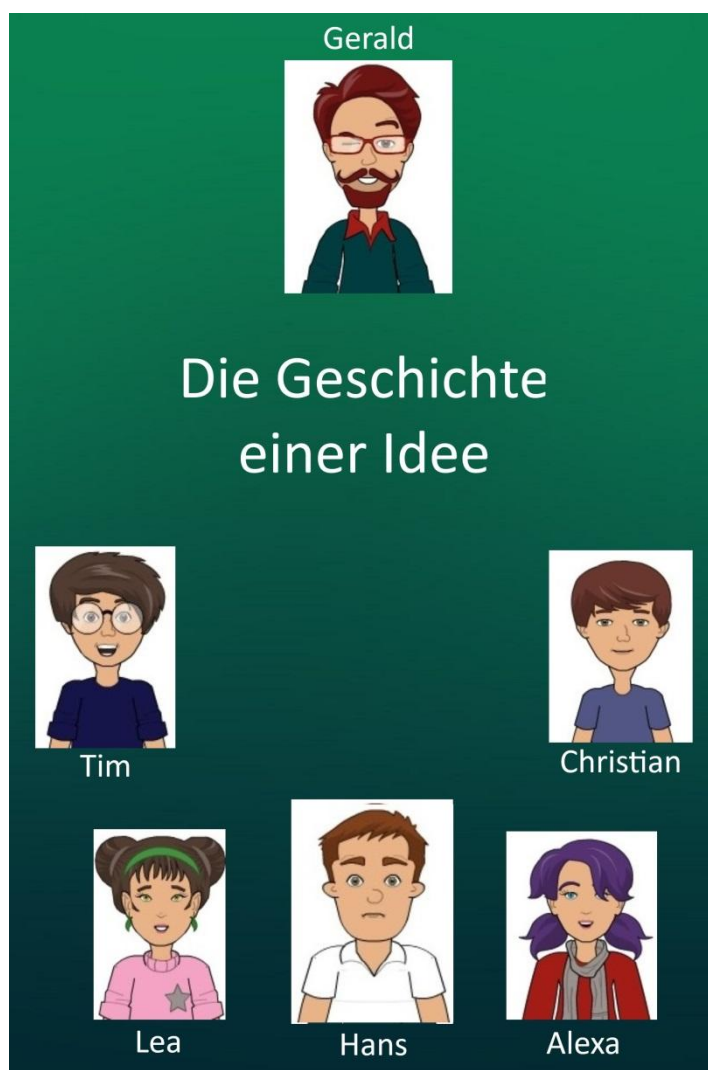 Gerald
Die Geschichte
einer Idee
Tim
Christian
Lea
Hans
Alexa